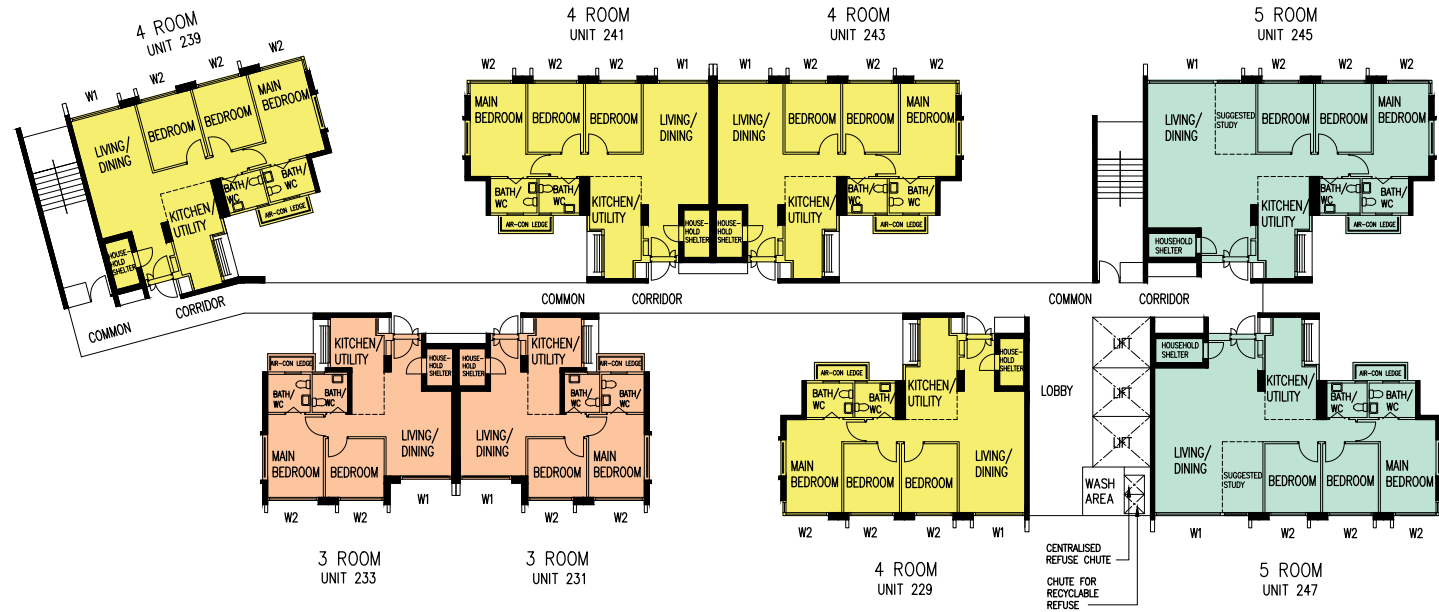 4 ROOM
UNIT 239
4 ROOM
UNIT 241
4 ROOM
UNIT 243
5 ROOM
UNIT 245
W1
W2
W2
W2
LIVING/
DINING
BEDROOM
BEDROOM
MAIN
BEDROOM
KITCHEN/
UTILITY
BATH/
WC
BATH/
WC
AIR-CON LEDGE
HOUSE-
HOLD
SHELTER
W2
W2
W2
W1
MAIN
BEDROOM
BEDROOM
BEDROOM
LIVING/
DINING
BATH/
WC
BATH/
WC
AIR-CON LEDGE
KITCHEN/
UTILITY
HOUSE-
HOLD
SHELTER
W1
W2
W2
W2
LIVING/
DINING
BEDROOM
BEDROOM
MAIN
BEDROOM
HOUSE-
HOLD
SHELTER
KITCHEN/
UTILITY
BATH/
WC
BATH/
WC
AIR-CON LEDGE
W1
W2
W2
W2
LIVING/
DINING
SUGGESTED
STUDY
BEDROOM
BEDROOM
MAIN
BEDROOM
KITCHEN/
UTILITY
BATH/
WC
BATH/
WC
AIR-CON LEDGE
HOUSEHOLD
SHELTER
COMMON CORRIDOR
COMMON CORRIDOR
COMMON CORRIDOR
AIR-CON LEDGE
KITCHEN/
UTILITY
HOUSE-
HOLD
SHELTER
BATH/
WC
BATH/
WC
LIVING/
DINING
MAIN
BEDROOM
BEDROOM
W2
W2
W1
HOUSE-
HOLD
SHELTER
KITCHEN/
UTILITY
AIR-CON LEDGE
BATH/
WC
BATH/
WC
LIVING/
DINING
BEDROOM
MAIN
BEDROOM
W1
W2
W2
AIR-CON LEDGE
BATH/
WC
BATH/
WC
KITCHEN/
UTILITY
HOUSE-
HOLD
SHELTER
MAIN
BEDROOM
BEDROOM
BEDROOM
LIVING/
DINING
W2
W2
W2
W1
LOBBY
LIFT
LIFT
LIFT
WASH
AREA
HOUSEHOLD
SHELTER
KITCHEN/
UTILITY
AIR-CON LEDGE
BATH/
WC
BATH/
WC
LIVING/
DINING
SUGGESTED
STUDY
BEDROOM
BEDROOM
MAIN
BEDROOM
W1
W2
W2
W2
CENTRALISED
REFUSE CHUTE
CHUTE FOR
RECYCLABLE
REFUSE
3 ROOM
UNIT 233
3 ROOM
UNIT 231
4 ROOM
UNIT 229
5 ROOM
UNIT 247